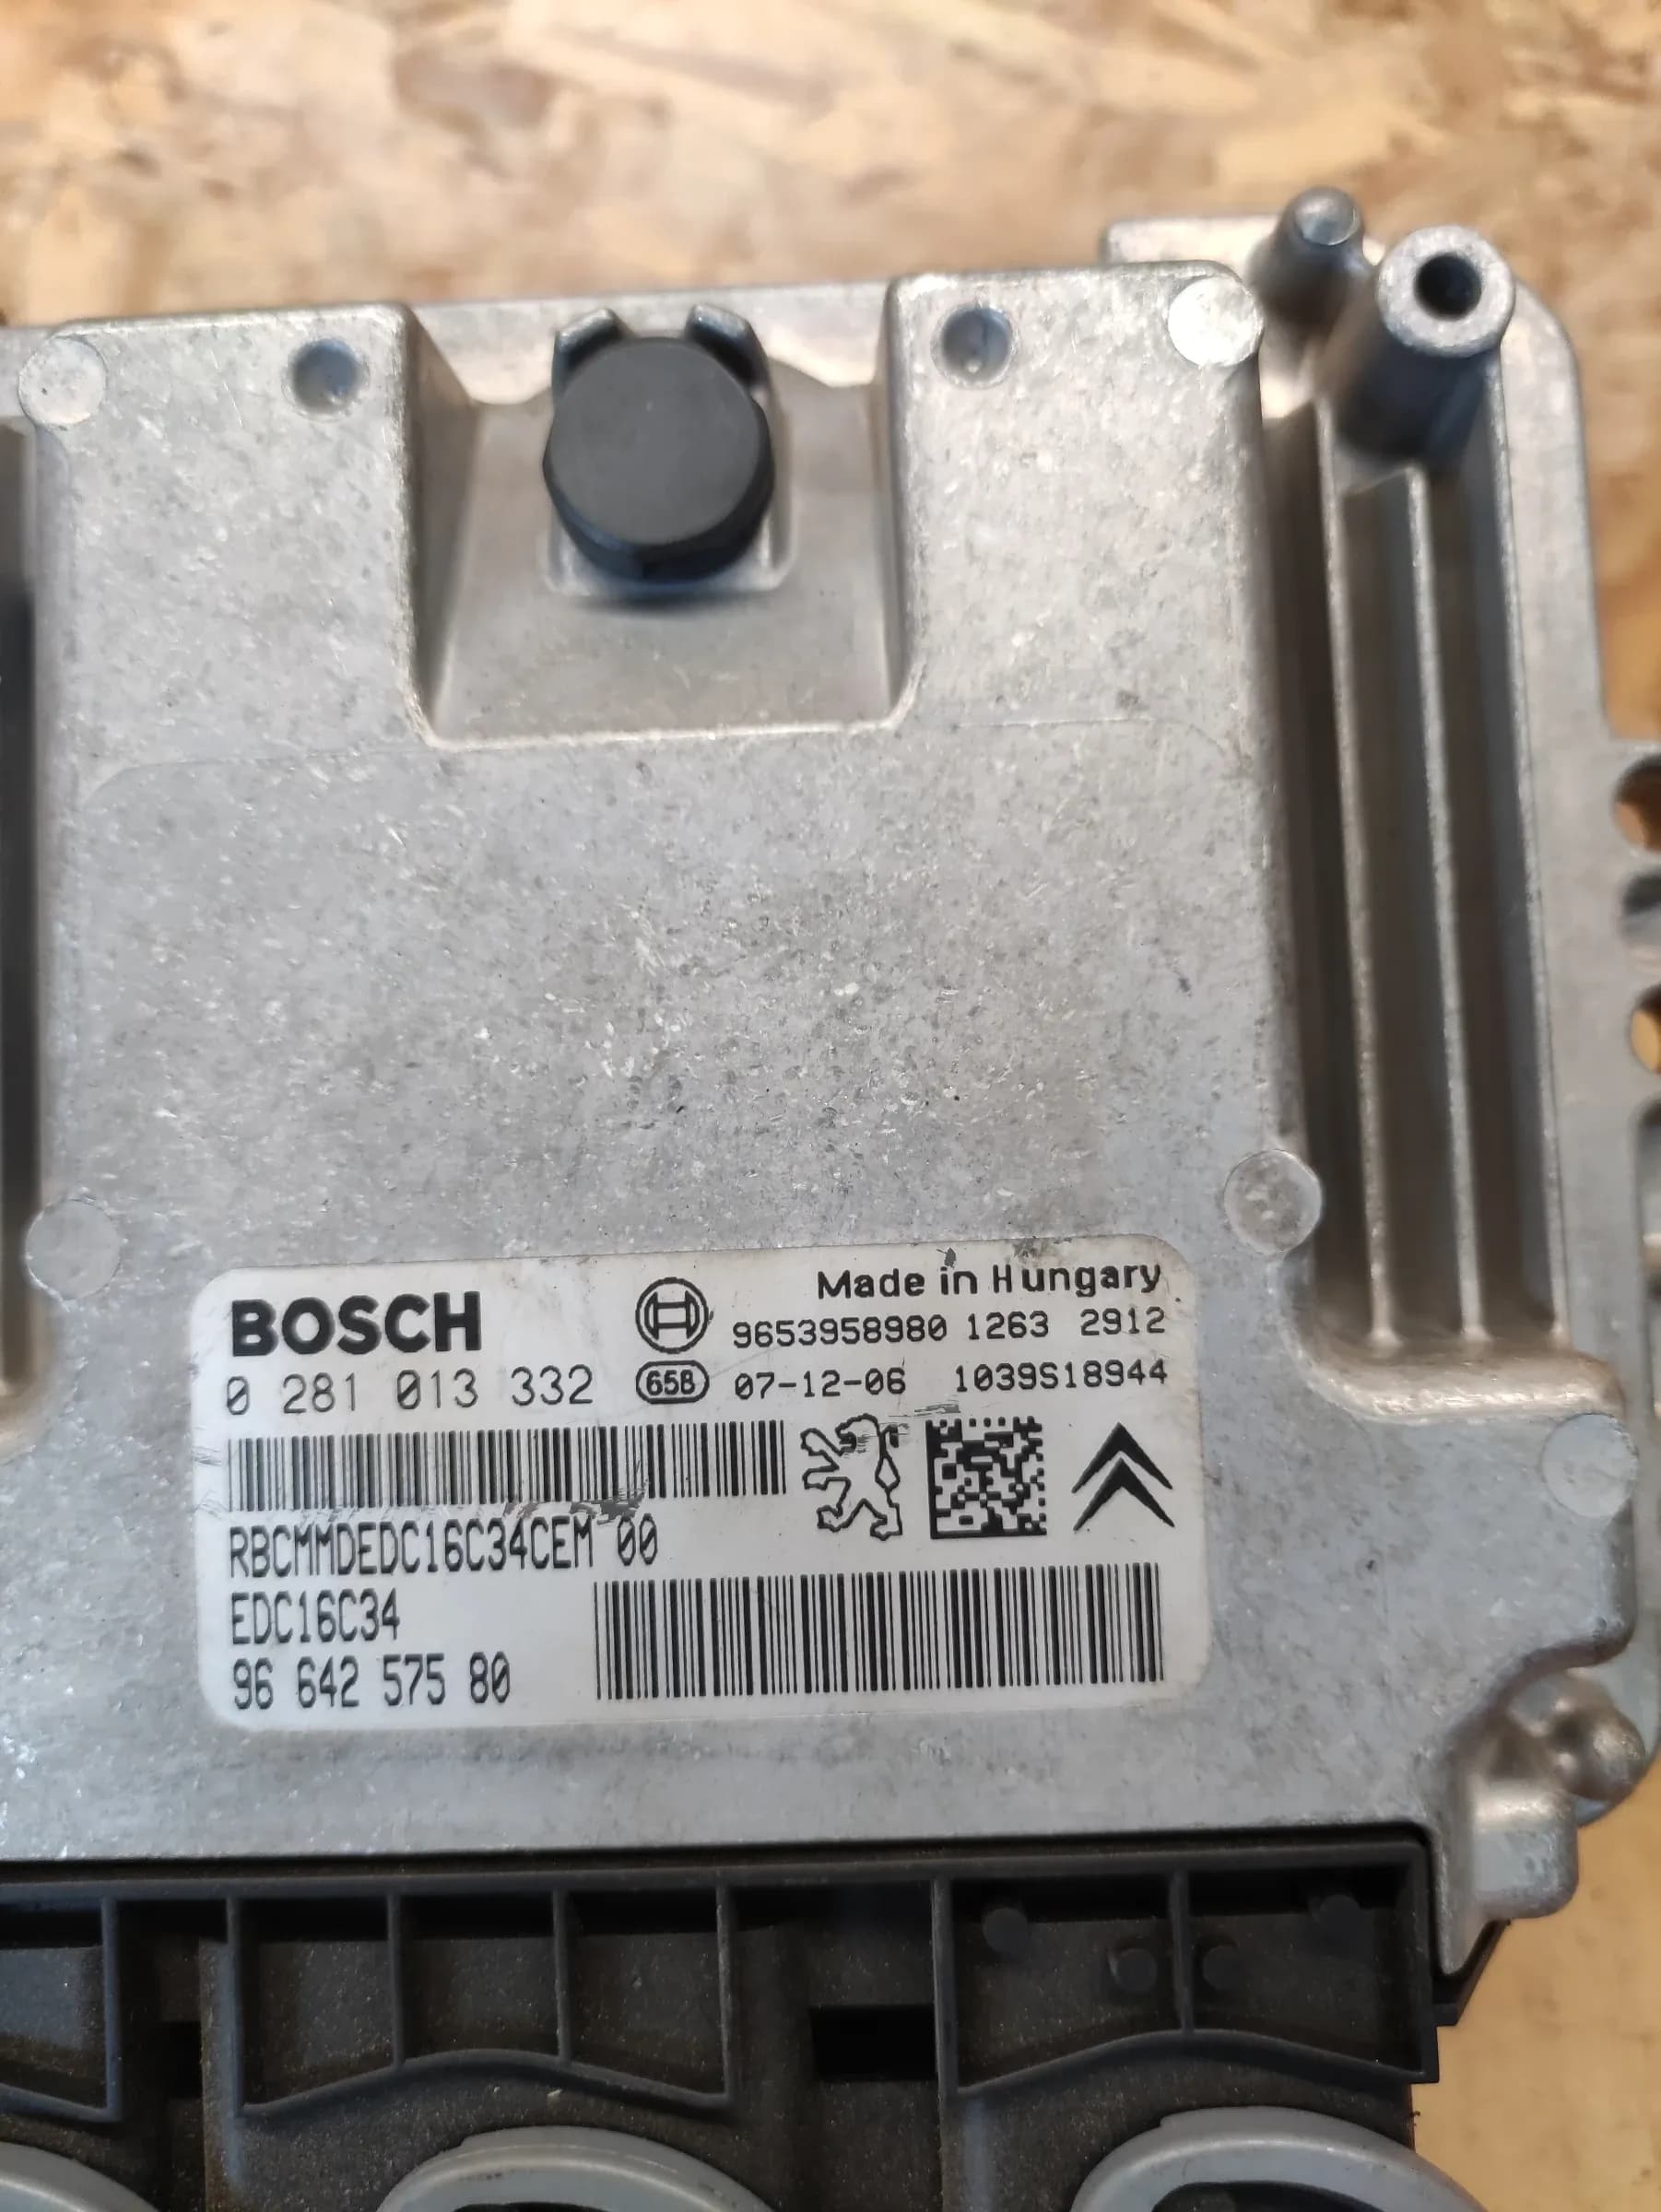 BOSCH
Made in Hungary
9653958980 1263 2912
0 281 013 332
658 07-12-06 1039S18944
RBCMMDEDC16C34CEM 00
EDC16C34
96 642 575 80